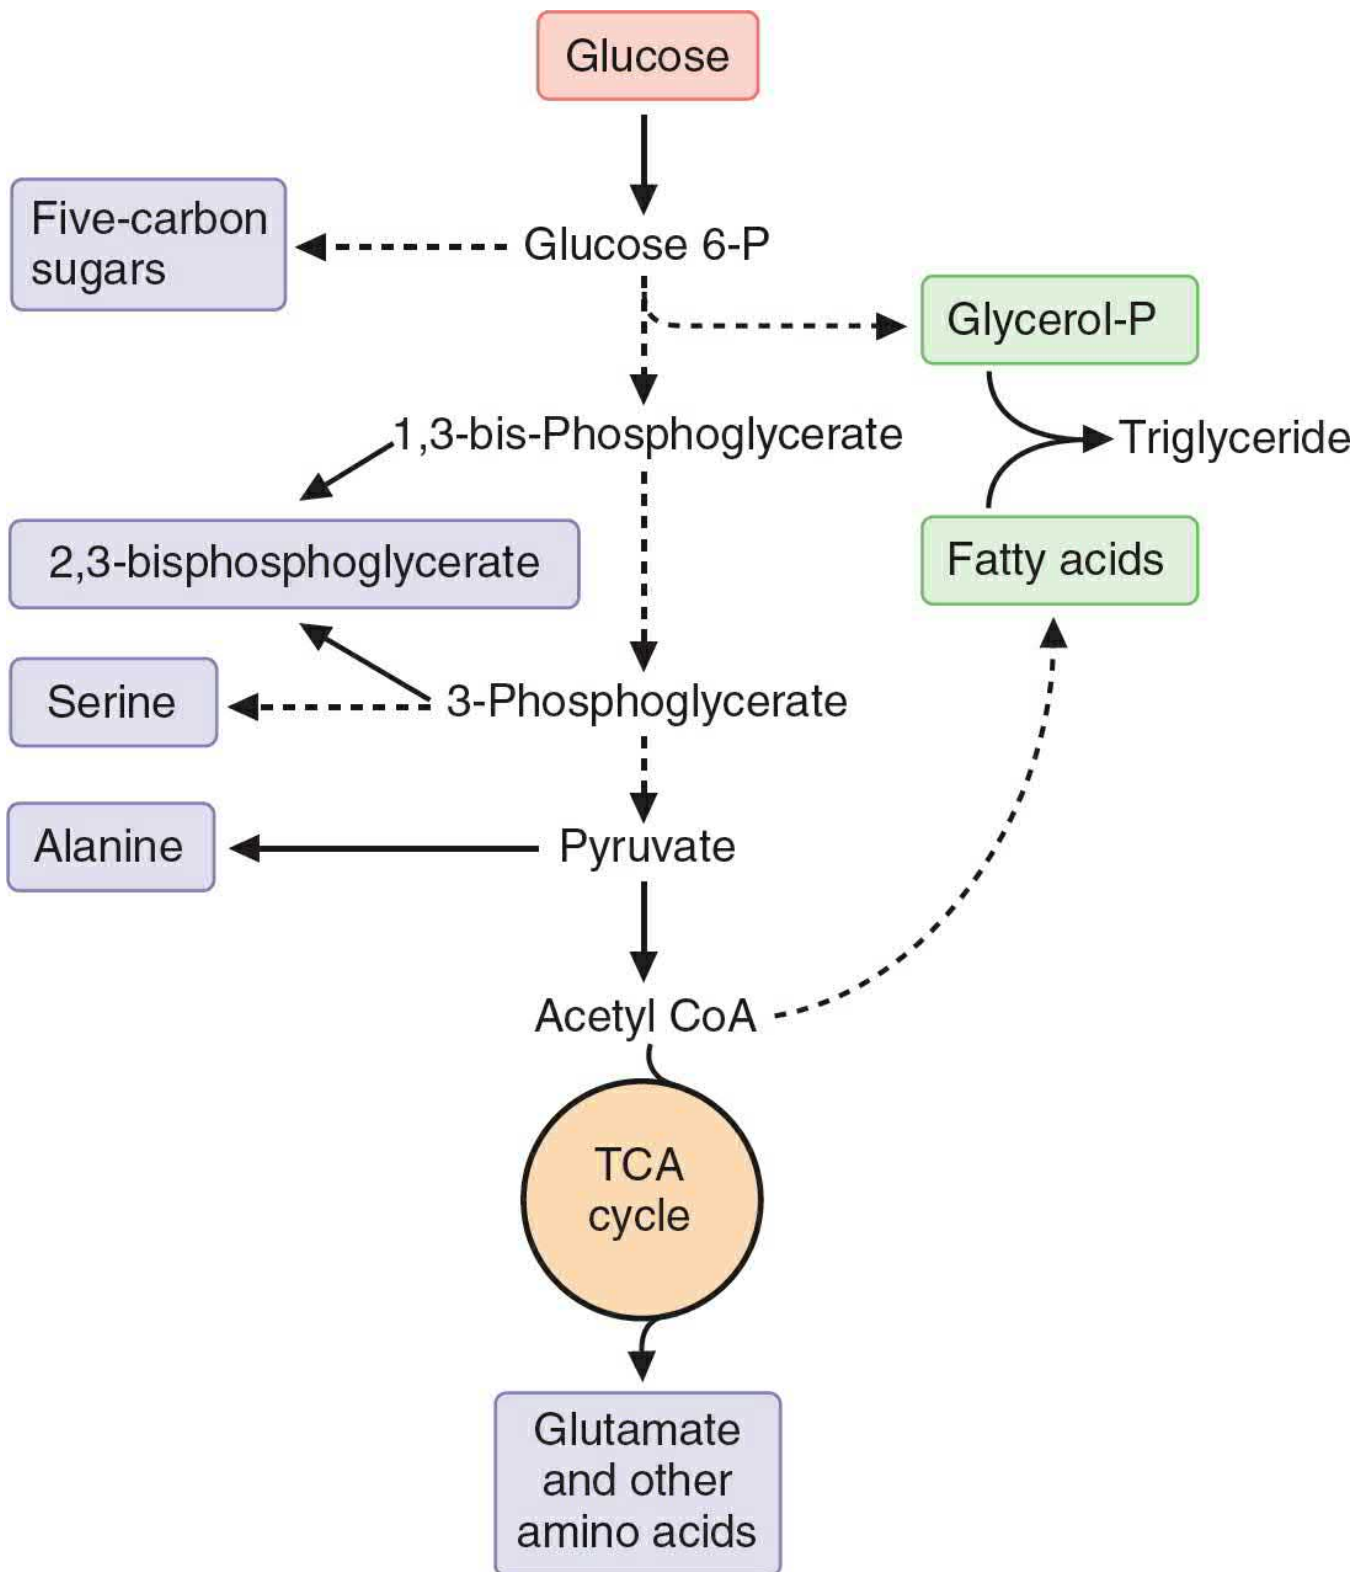 Glucose
Five-carbon
sugars
Glucose 6-P
Glycerol-P
1,3-bis-Phosphoglycerate
Triglyceride
2,3-bisphosphoglycerate
Fatty acids
Serine
3-Phosphoglycerate
Alanine
Pyruvate
Acetyl CoA
TCA
cycle
Glutamate
and other
amino acids